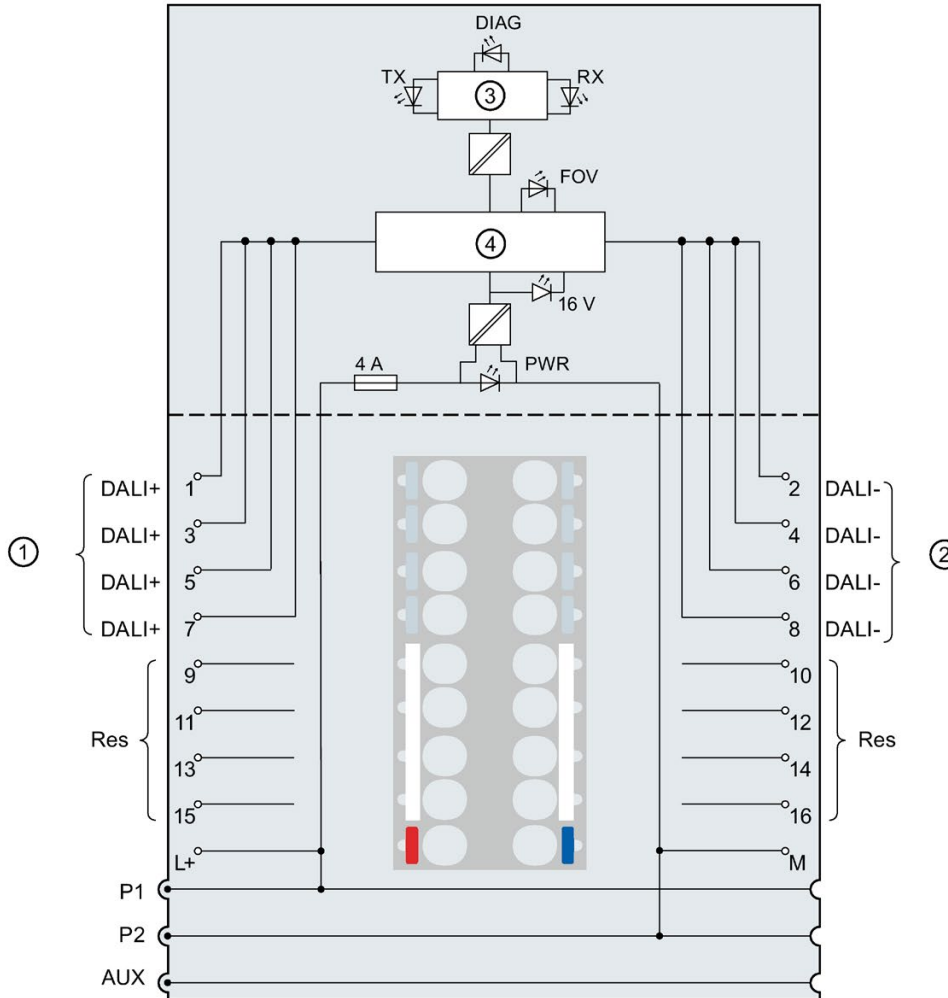 DIAG
TX
RX
3
FOV
4
16 V
4 A
PWR
DALI+ 1
2 DALI-
DALI+ 3
4 DALI-
1
2
DALI+ 5
6 DALI-
DALI+ 7
8 DALI-
9
10
11
12
Res
Res
13
14
15
16
L+
M
P1
P2
AUX